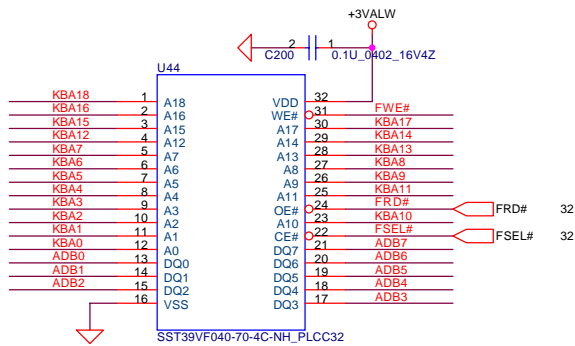 +3VALW
2 1
C200 0.1U_0402_16V4Z
U44
KBA18 1 A18 VDD 32
KBA16 2 A16 WE# 31 FWE#
KBA15 3 A15 A17 30 KBA17
KBA12 4 A12 A14 29 KBA14
KBA7 5 A7 A13 28 KBA13
KBA6 6 A6 A8 27 KBA8
KBA5 7 A5 A9 26 KBA9
KBA4 8 A4 A11 25 KBA11
KBA3 9 A3 OE# 24 FRD# FRD# 32
KBA2 10 A2 A10 23 KBA10
KBA1 11 A1 CE# 22 FSEL# FSEL# 32
KBA0 12 A0 DQ7 21 ADB7
ADB0 13 DQ0 DQ6 20 ADB6
ADB1 14 DQ1 DQ5 19 ADB5
ADB2 15 DQ2 DQ4 18 ADB4
16 VSS DQ3 17 ADB3
SST39VF040-70-4C-NH_PLCC32